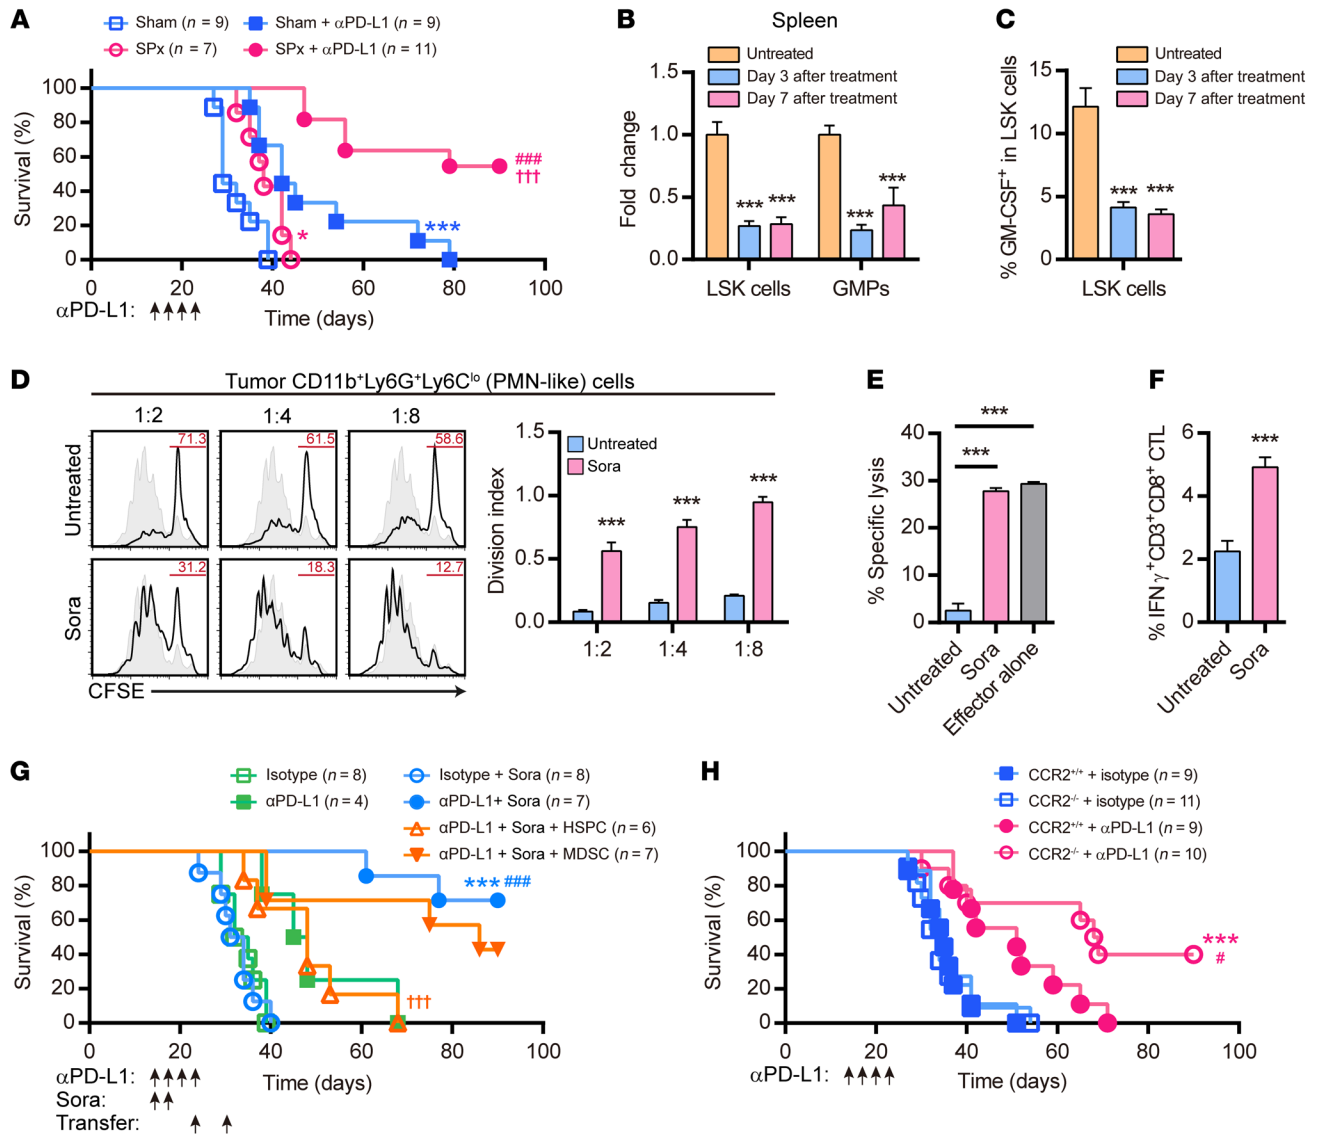 A
Sham (n = 9)
Sham + αPD-L1 (n = 9)
SPx (n = 7)
SPx + αPD-L1 (n = 11)
Survival (%)
100
80
60
40
20
0
###
†††
***
*
0 20 40 60 80 100
αPD-L1:
Time (days)
B
Spleen
Untreated
Day 3 after treatment
Day 7 after treatment
Fold change
1.5
1.0
0.5
0.0
*** ***
*** ***
LSK cells GMPs
C
Untreated
Day 3 after treatment
Day 7 after treatment
% GM-CSF+ in LSK cells
15
10
5
0
*** ***
LSK cells
D
Tumor CD11b+Ly6G+Ly6Clo (PMN-like) cells
1:2 1:4 1:8
Untreated
71.3 61.5 58.6
Sora
31.2 18.3 12.7
CFSE
Division index
1.5
1.0
0.5
0.0
Untreated
Sora
*** *** ***
1:2 1:4 1:8
E
% Specific lysis
40
30
20
10
0
***
***
Untreated
Sora
Effector alone
F
% IFNγ+CD3+CD8+ CTL
6
4
2
0
***
Untreated
Sora
G
Isotype (n = 8)
αPD-L1 (n = 4)
Isotype + Sora (n = 8)
αPD-L1+ Sora (n = 7)
αPD-L1 + Sora + HSPC (n = 6)
αPD-L1 + Sora + MDSC (n = 7)
Survival (%)
100
80
60
40
20
0
*** ###
†††
0 20 40 60 80 100
Time (days)
αPD-L1:
Sora:
Transfer:
H
CCR2+/+ + isotype (n = 9)
CCR2-/- + isotype (n = 11)
CCR2+/+ + αPD-L1 (n = 9)
CCR2-/- + αPD-L1 (n = 10)
Survival (%)
100
80
60
40
20
0
***
#
0 20 40 60 80 100
αPD-L1:
Time (days)